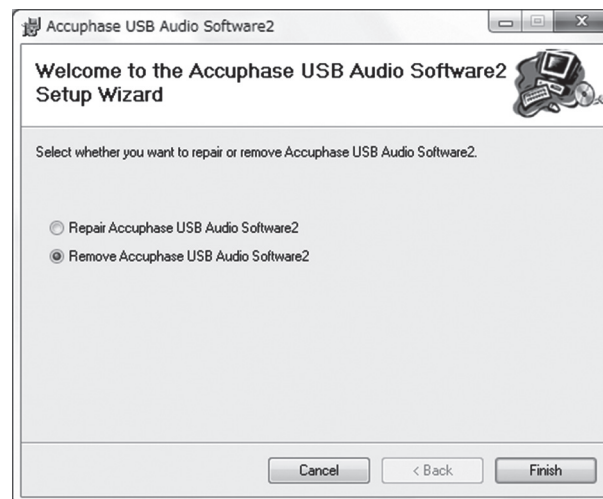 Accuphase USB Audio Software2
Welcome to the Accuphase USB Audio Software2
Setup Wizard
Select whether you want to repair or remove Accuphase USB Audio Software2.
Repair Accuphase USB Audio Software2
Remove Accuphase USB Audio Software2
Cancel
< Back
Finish